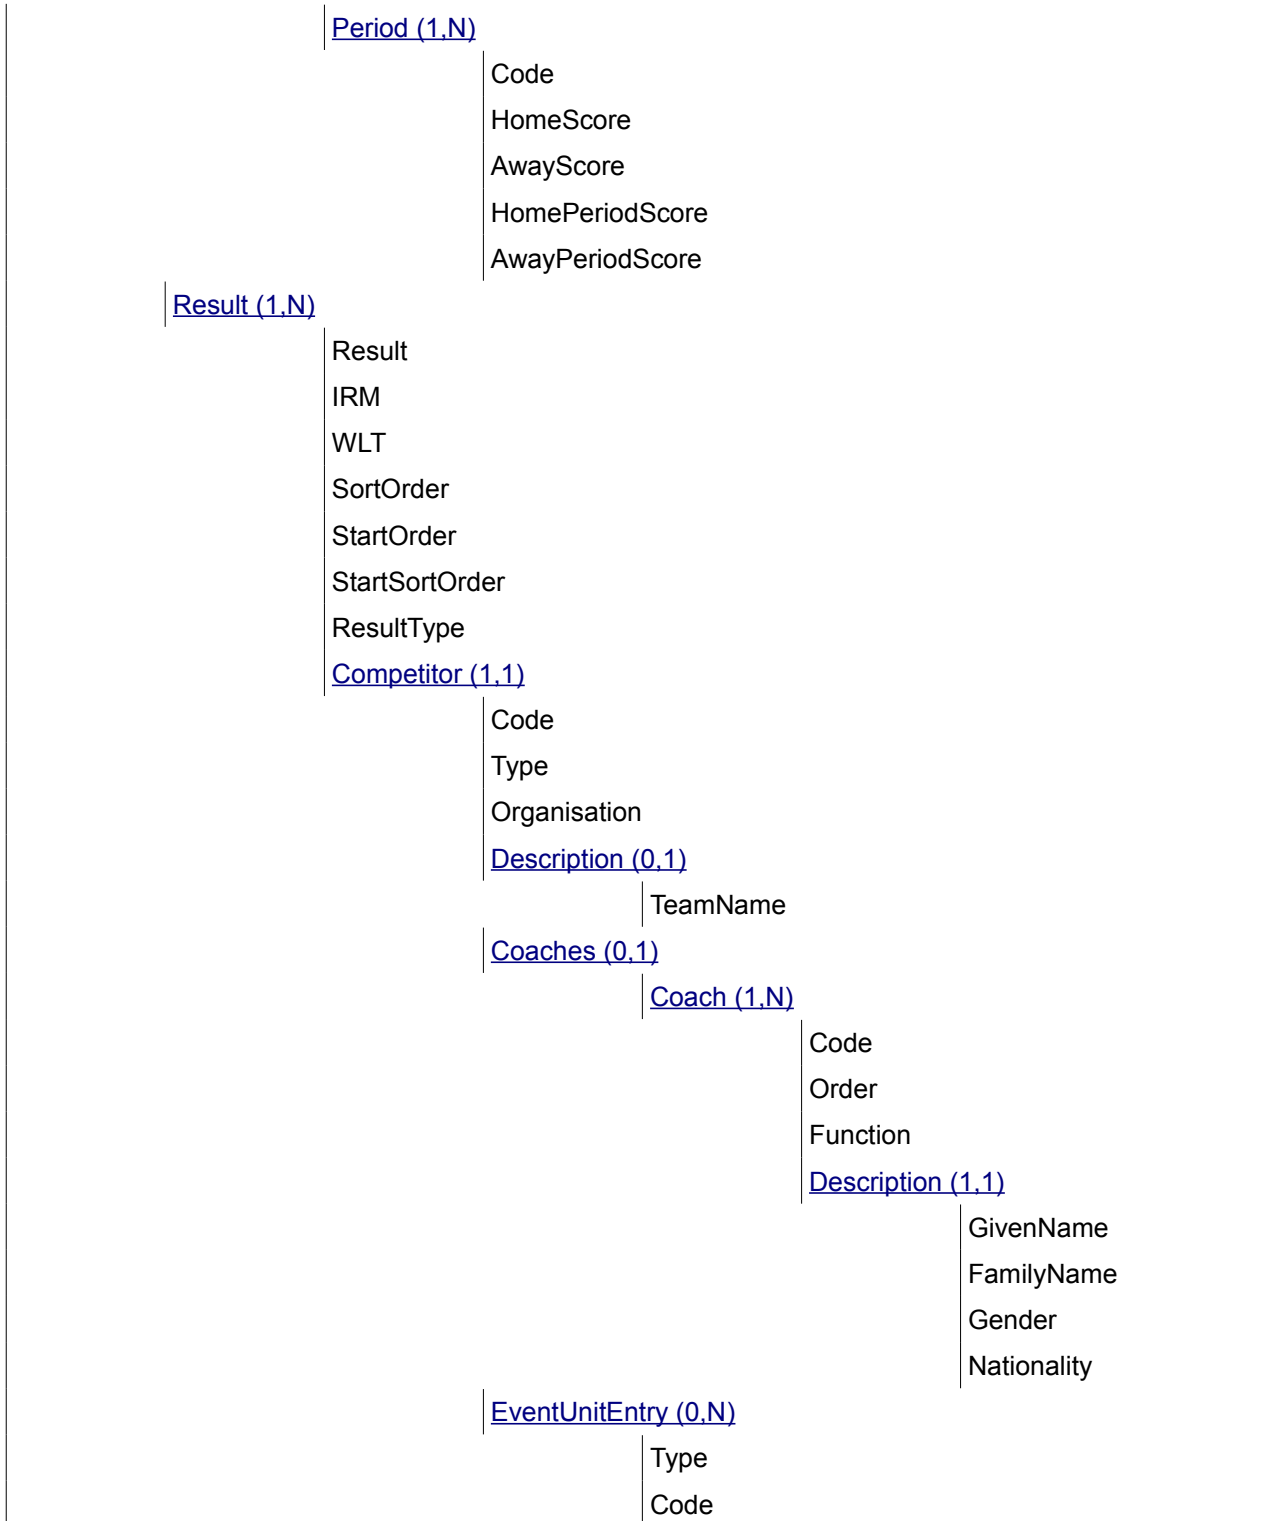 Period (1,N)
Code
HomeScore
AwayScore
HomePeriodScore
AwayPeriodScore
Result (1,N)
Result
IRM
WLT
SortOrder
StartOrder
StartSortOrder
ResultType
Competitor (1,1)
Code
Type
Organisation
Description (0,1)
TeamName
Coaches (0,1)
Coach (1,N)
Code
Order
Function
Description (1,1)
GivenName
FamilyName
Gender
Nationality
EventUnitEntry (0,N)
Type
Code